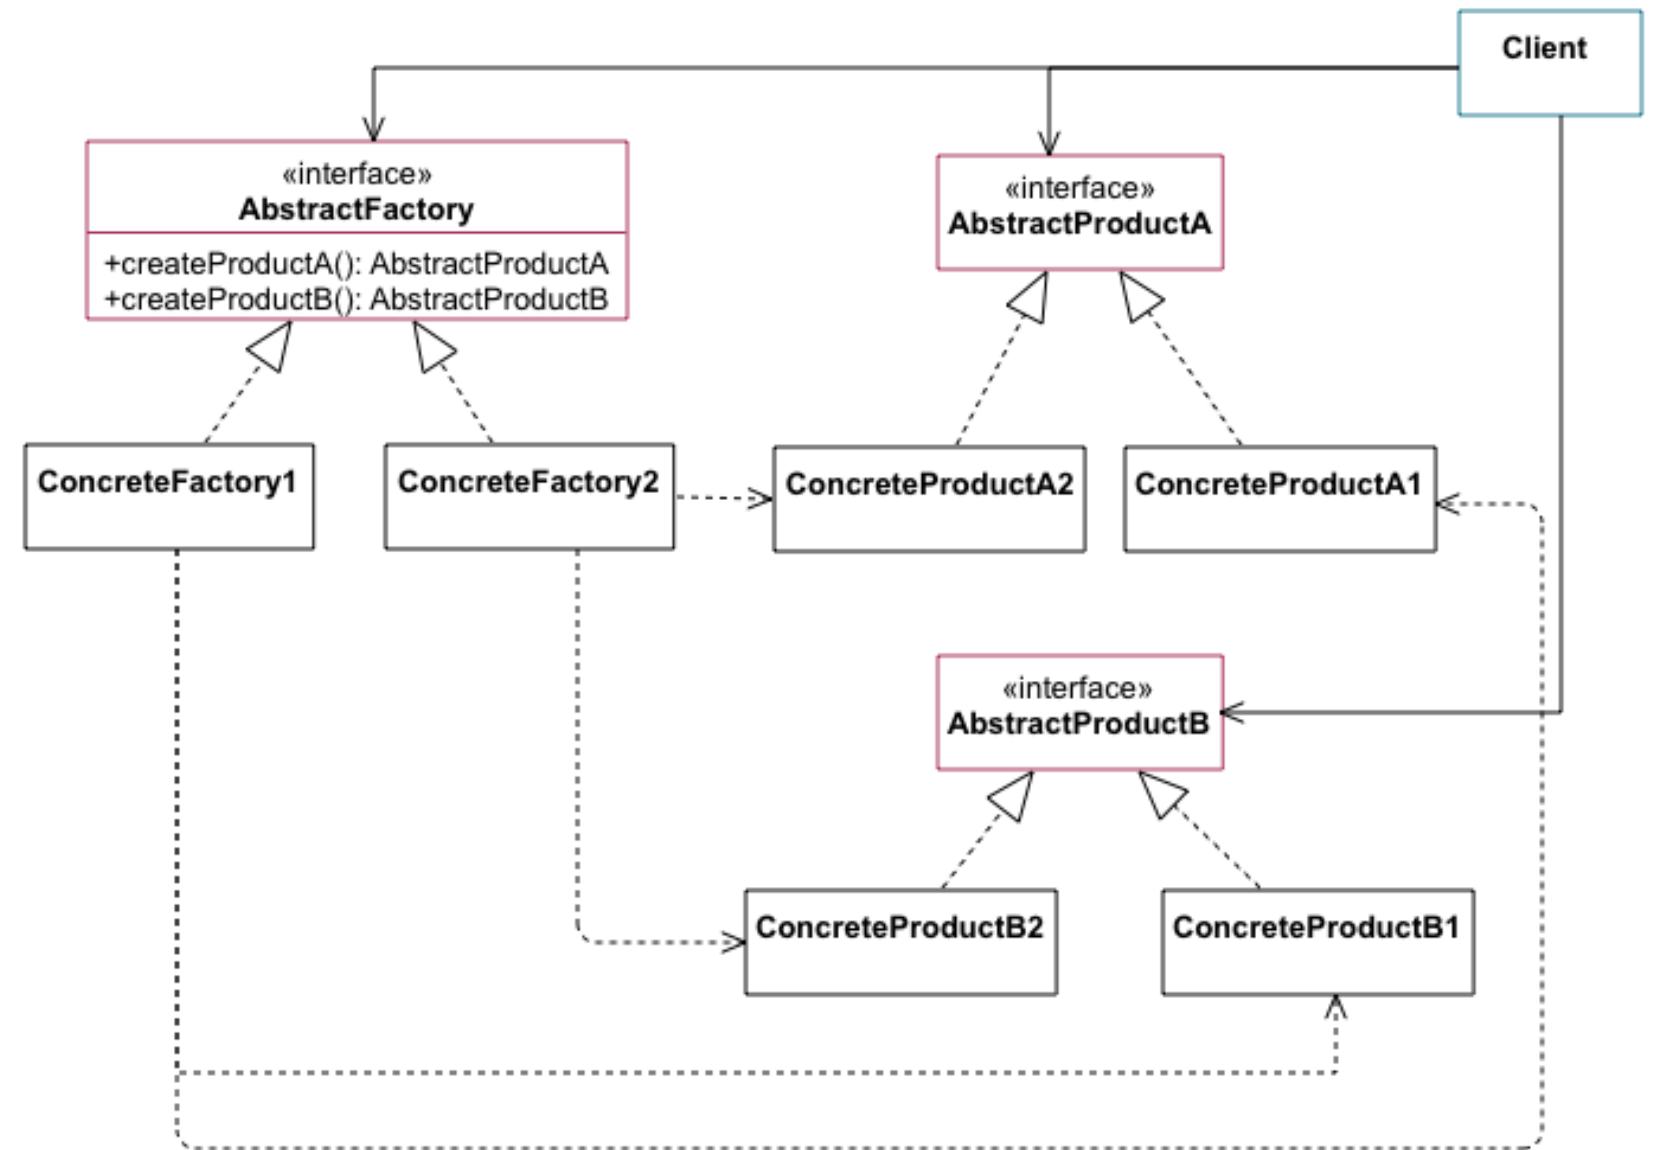 Client
«interface»
AbstractFactory
+createProductA(): AbstractProductA
+createProductB(): AbstractProductB
«interface»
AbstractProductA
ConcreteFactory1
ConcreteFactory2
ConcreteProductA2
ConcreteProductA1
«interface»
AbstractProductB
ConcreteProductB2
ConcreteProductB1